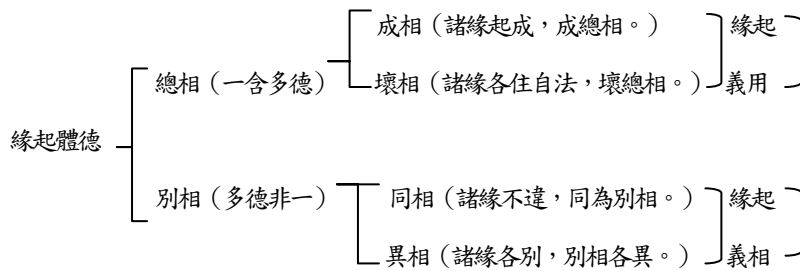 成相（諸緣起成，成總相。） 緣起
總相（一含多德）
壞相（諸緣各住自法，壞總相。） 義用
緣起體德
別相（多德非一） 同相（諸緣不違，同為別相。） 緣起
異相（諸緣各別，別相各異。） 義相